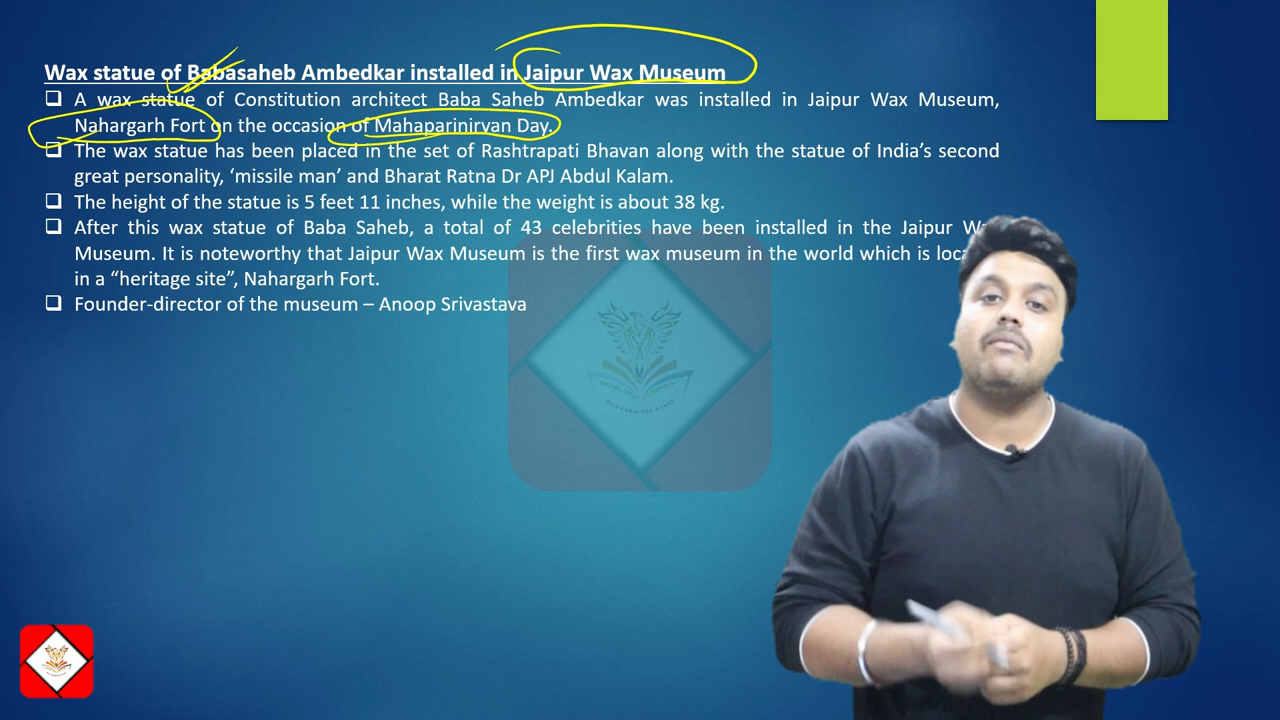 Wax statue of Babasaheb Ambedkar installed in Jaipur Wax Museum
A wax statue of Constitution architect Baba Saheb Ambedkar was installed in Jaipur Wax Museum,
Nahargarh Fort on the occasion of Mahaparinirvan Day.
The wax statue has been placed in the set of Rashtrapati Bhavan along with the statue of India’s second
great personality, ‘missile man’ and Bharat Ratna Dr APJ Abdul Kalam.
The height of the statue is 5 feet 11 inches, while the weight is about 38 kg.
After this wax statue of Baba Saheb, a total of 43 celebrities have been installed in the Jaipur
Museum. It is noteworthy that Jaipur Wax Museum is the first wax museum in the world which is
in a “heritage site”, Nahargarh Fort.
Founder-director of the museum – Anoop Srivastava